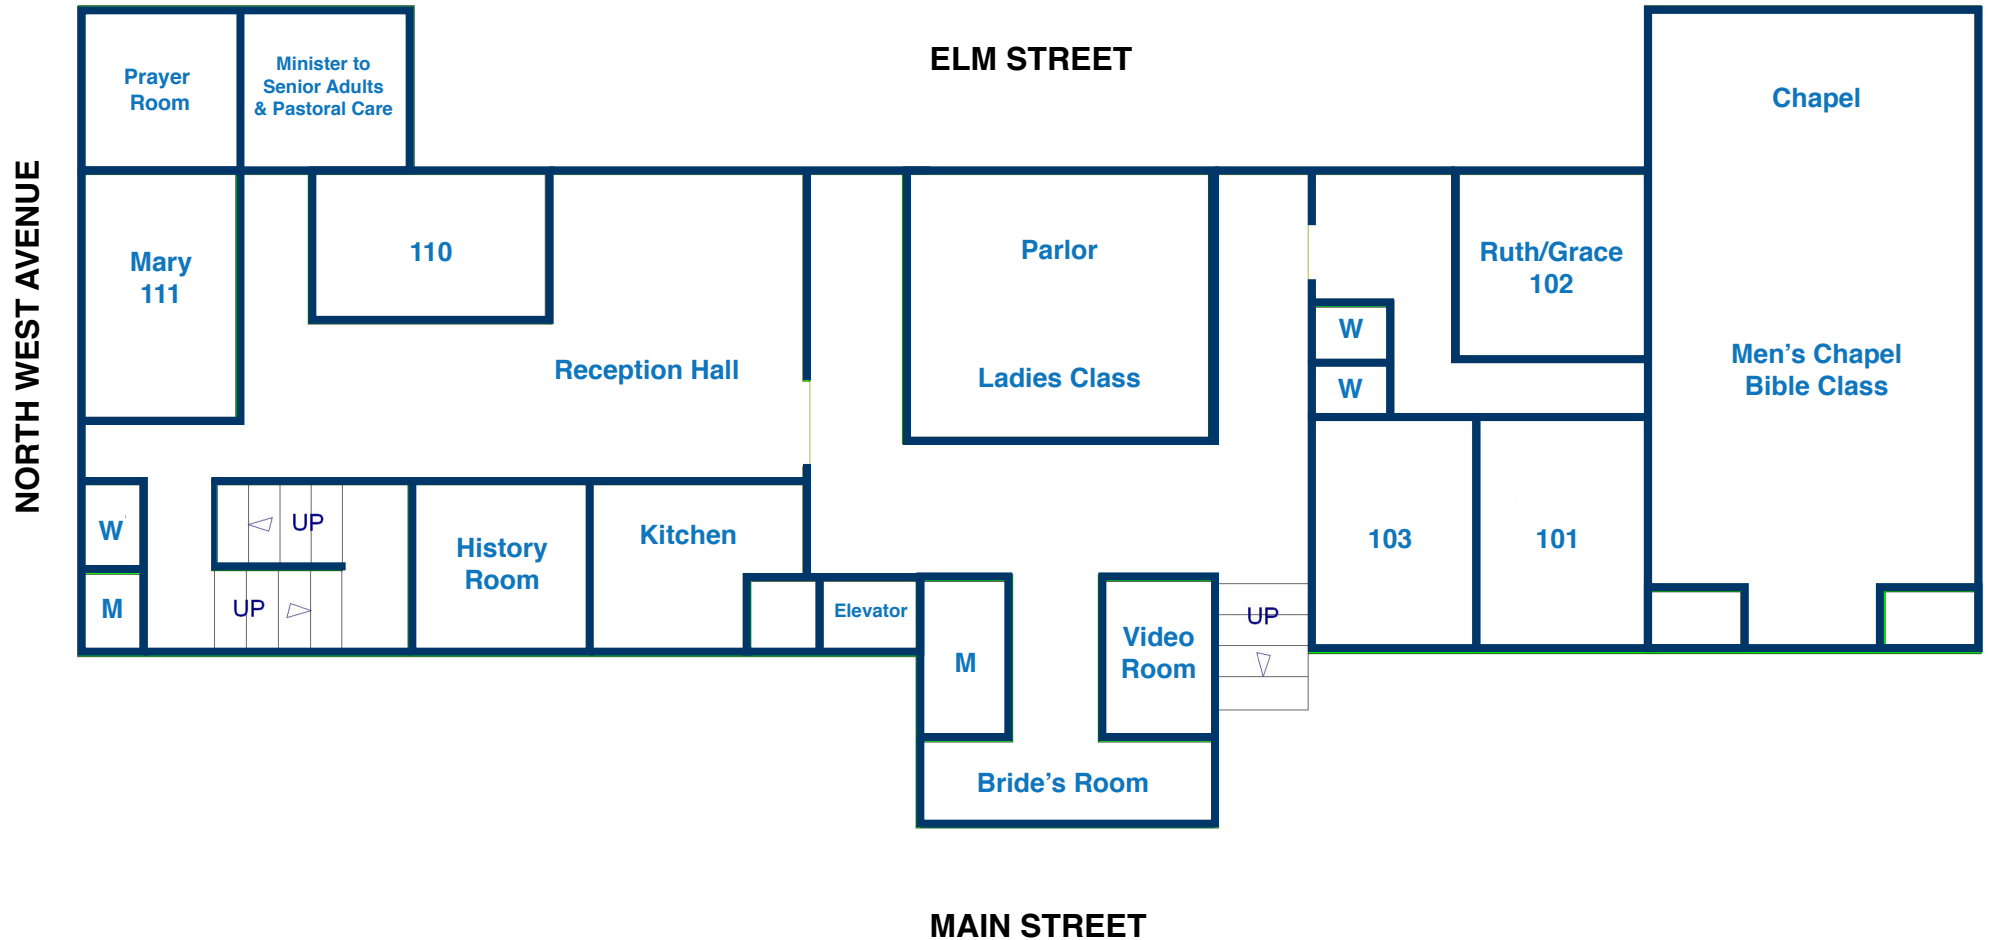 ELM STREET
NORTH WEST AVENUE
Prayer
Room
Minister to
Senior Adults
& Pastoral Care
Chapel
Mary
111
110
Reception Hall
Parlor
Ladies Class
W
W
Ruth/Grace
102
Men's Chapel
Bible Class
W
M
UP
UP
History
Room
Kitchen
Elevator
M
Video
Room
UP
103
101
Bride's Room
MAIN STREET